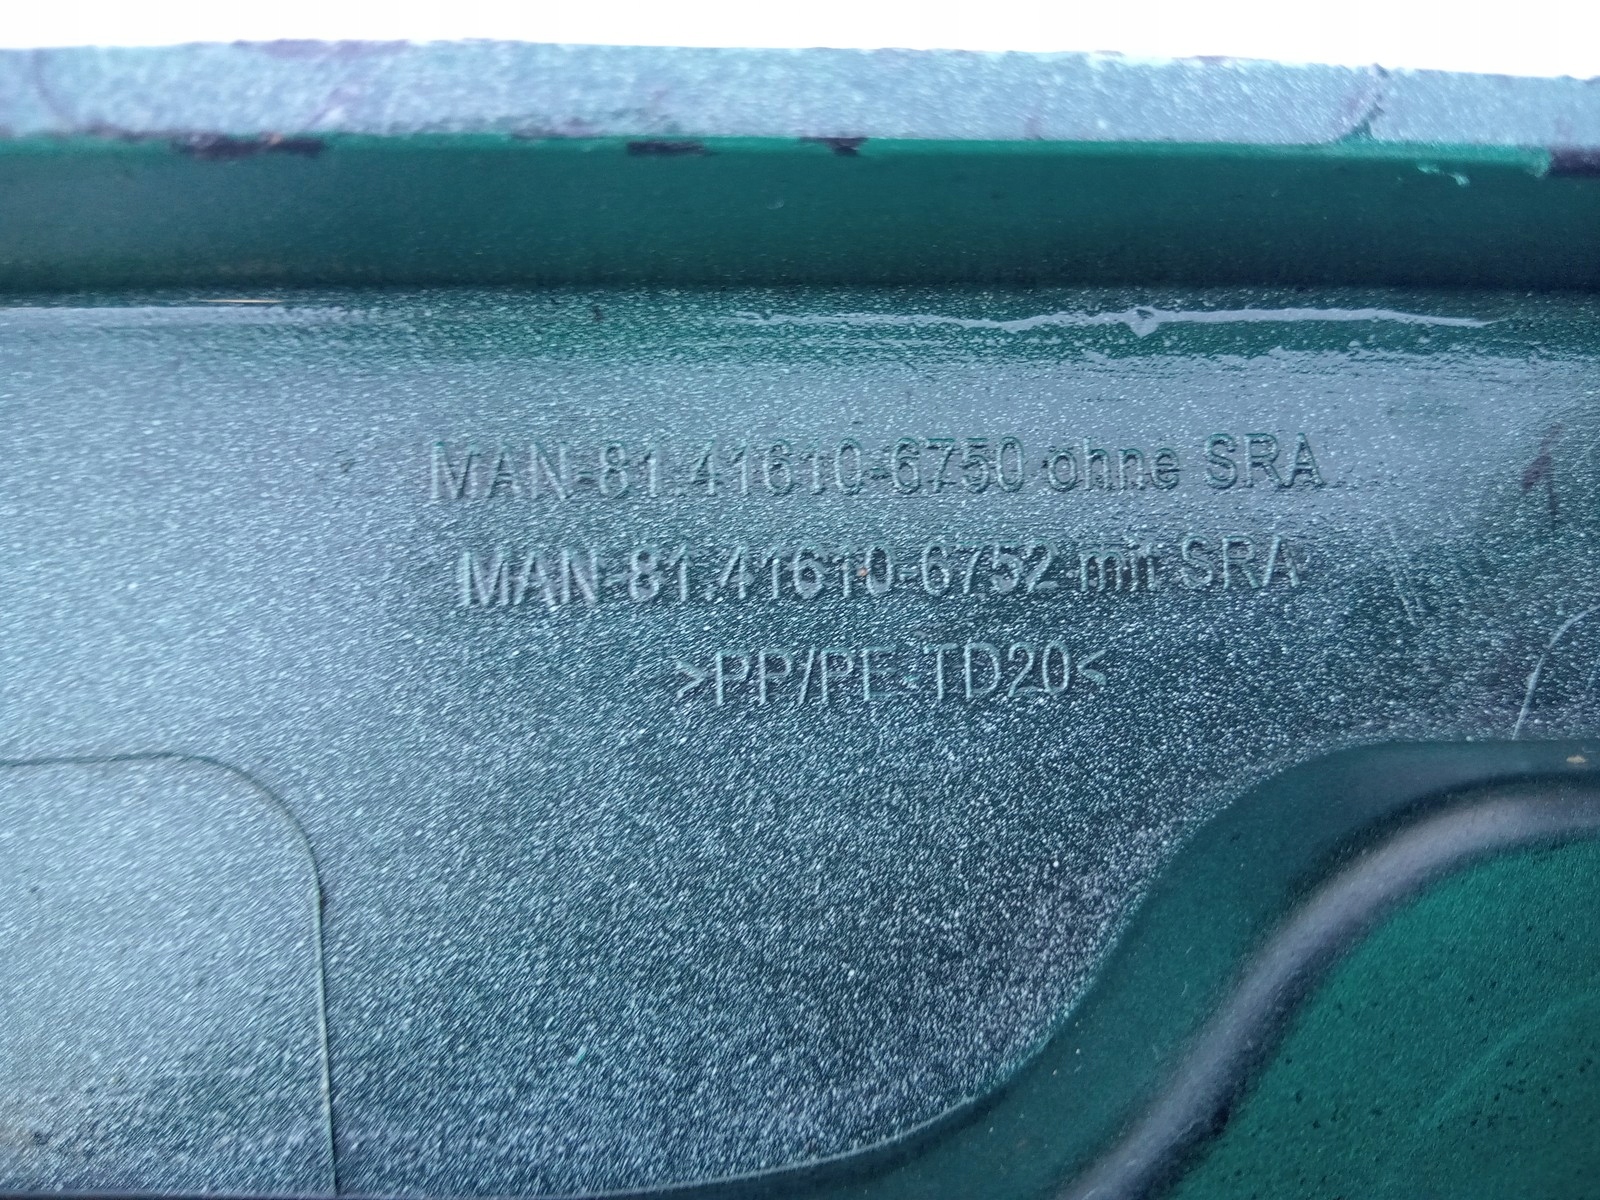 MAN-81.41610-6750 ohne SRA
MAN-81.41610-6752 mit SRA
>PP/PE-TD20<